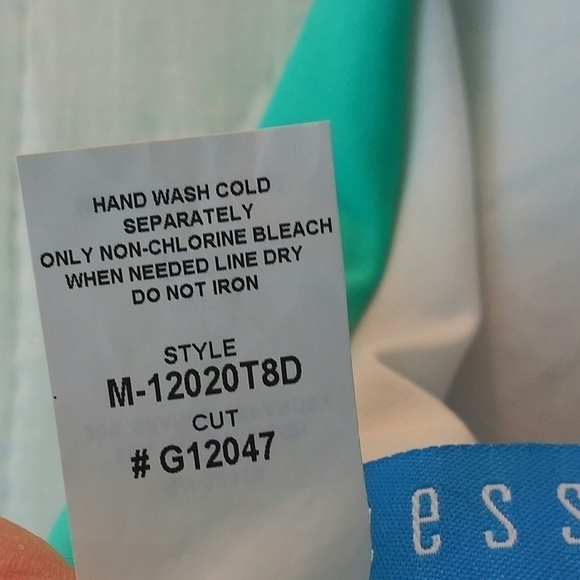 HAND WASH COLD
SEPARATELY
ONLY NON-CHLORINE BLEACH
WHEN NEEDED LINE DRY
DO NOT IRON
STYLE
M-12020T8D
CUT
# G12047
ess